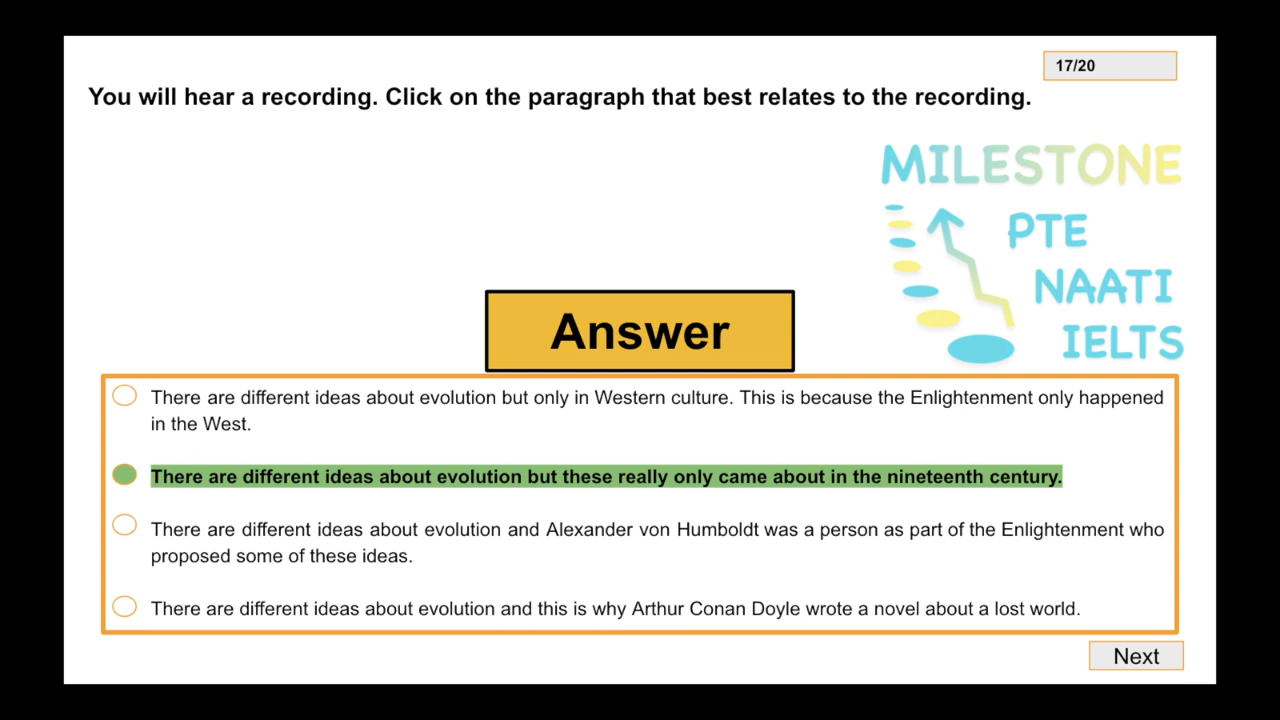 17/20
You will hear a recording. Click on the paragraph that best relates to the recording.
MILESTONE
PTE
NAATI
IELTS
Answer
There are different ideas about evolution but only in Western culture. This is because the Enlightenment only happened
in the West.
There are different ideas about evolution but these really only came about in the nineteenth century.
There are different ideas about evolution and Alexander von Humboldt was a person as part of the Enlightenment who
proposed some of these ideas.
There are different ideas about evolution and this is why Arthur Conan Doyle wrote a novel about a lost world.
Next